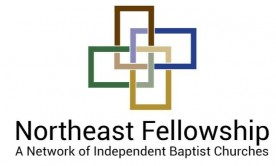 Northeast Fellowship
A Network of Independent Baptist Churches